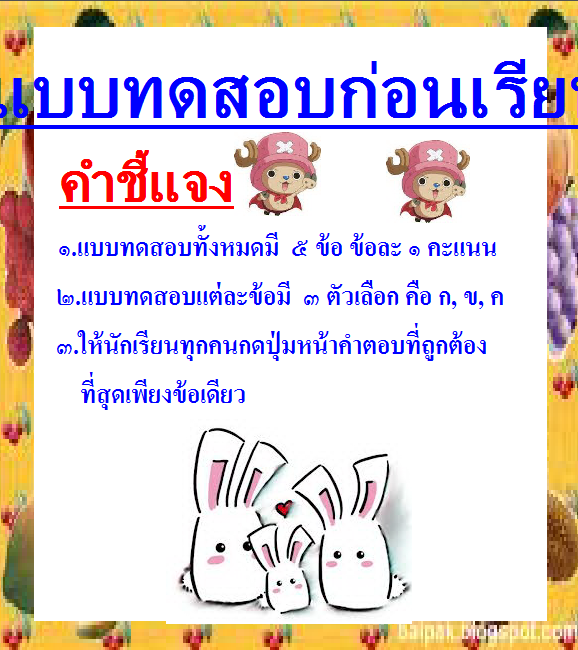 แบบทดสอบก่อนเรียน
คำชี้แจง
๑.แบบทดสอบทั้งหมดมี ๕ ข้อ ข้อละ ๑ คะแนน
๒.แบบทดสอบแต่ละข้อมี ๓ ตัวเลือก คือ ก, ข, ค
๓.ให้นักเรียนทุกคนกดปุ่มหน้าคำตอบที่ถูกต้อง
ที่สุดเพียงข้อเดียว
baipak.blogspot.com